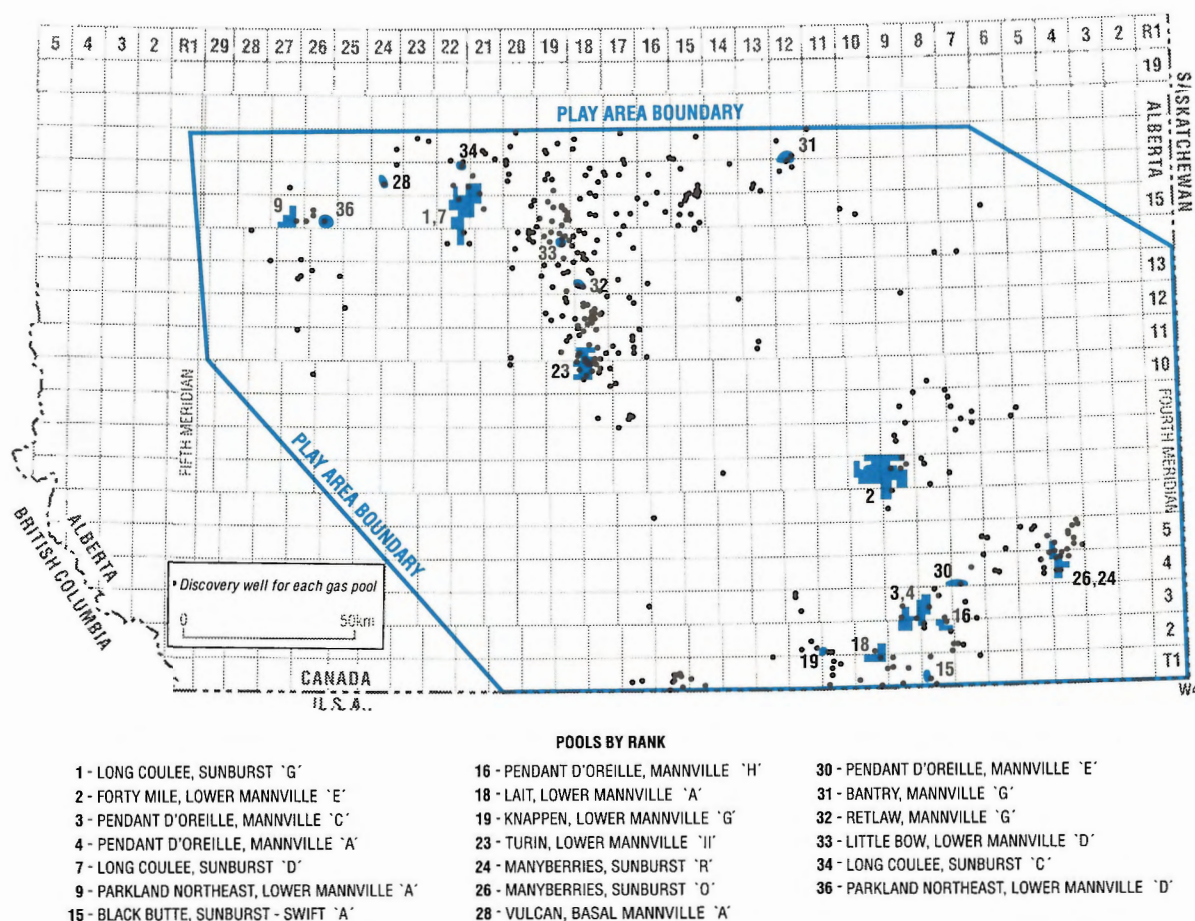 5 4 3 2 R1 29 28 27 26 25 24 23 22 21 20 19 18 17 16 15 14 13 12 11 10 9 8 7 6 5 4 3 2 R1
19
SASKATCHEWAN
ALBERTA
PLAY AREA BOUNDARY
34
31
28
15
9
36
1,7
33
13
32
12
11
23
10
FIFTH MERIDIAN
FOURTH MERIDIAN
PLAY AREA BOUNDARY
2
ALBERTA
BRITISH COLUMBIA
5
4
26,24
30
Discovery well for each gas pool
0 50km
3,4
3
16
2
18
19
15
T1
CANADA
U.S.A.
W4
POOLS BY RANK
1 - LONG COULEE, SUNBURST `G´
2 - FORTY MILE, LOWER MANNVILLE `E´
3 - PENDANT D'OREILLE, MANNVILLE `C´
4 - PENDANT D'OREILLE, MANNVILLE `A´
7 - LONG COULEE, SUNBURST `D´
9 - PARKLAND NORTHEAST, LOWER MANNVILLE `A´
15 - BLACK BUTTE, SUNBURST - SWIFT `A´
16 - PENDANT D'OREILLE, MANNVILLE `H´
18 - LAIT, LOWER MANNVILLE `A´
19 - KNAPPEN, LOWER MANNVILLE `G´
23 - TURIN, LOWER MANNVILLE `II´
24 - MANYBERRIES, SUNBURST `R´
26 - MANYBERRIES, SUNBURST `O´
28 - VULCAN, BASAL MANNVILLE `A´
30 - PENDANT D'OREILLE, MANNVILLE `E´
31 - BANTRY, MANNVILLE `G´
32 - RETLAW, MANNVILLE `G´
33 - LITTLE BOW, LOWER MANNVILLE `D´
34 - LONG COULEE, SUNBURST `C´
36 - PARKLAND NORTHEAST, LOWER MANNVILLE `D´